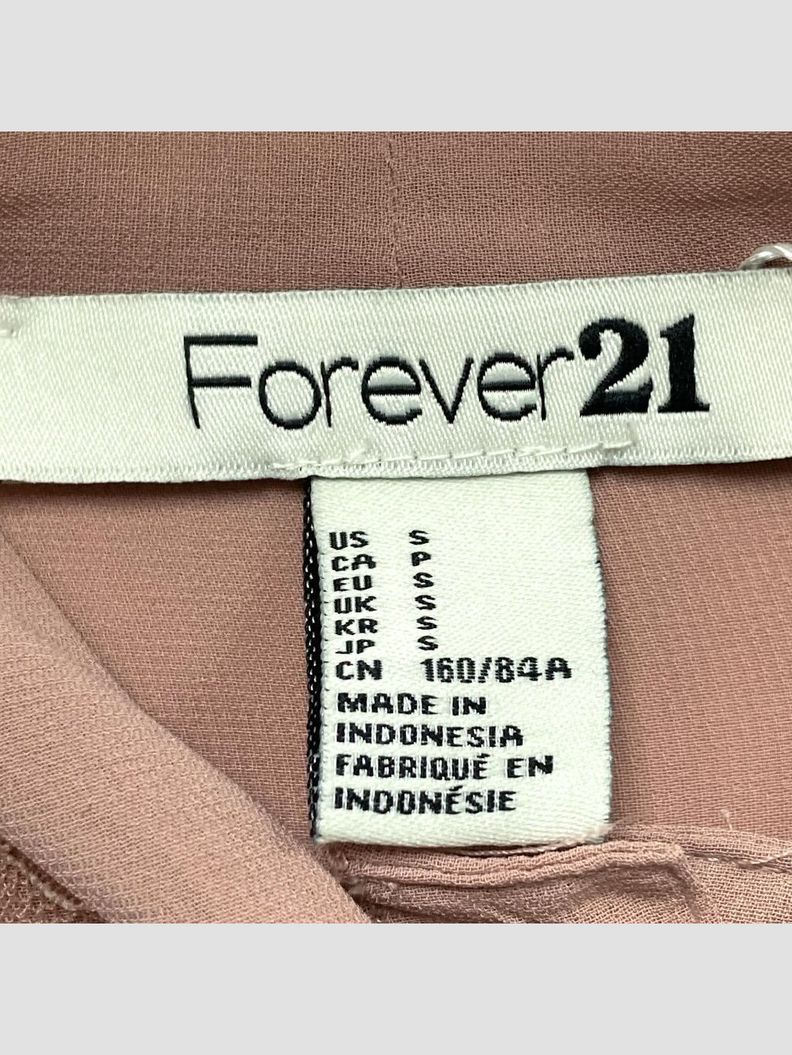 Forever21
US S
CA P
EU S
UK S
KR S
JP S
CN 160/84A
MADE IN
INDONESIA
FABRIQUÉ EN
INDONÉSIE